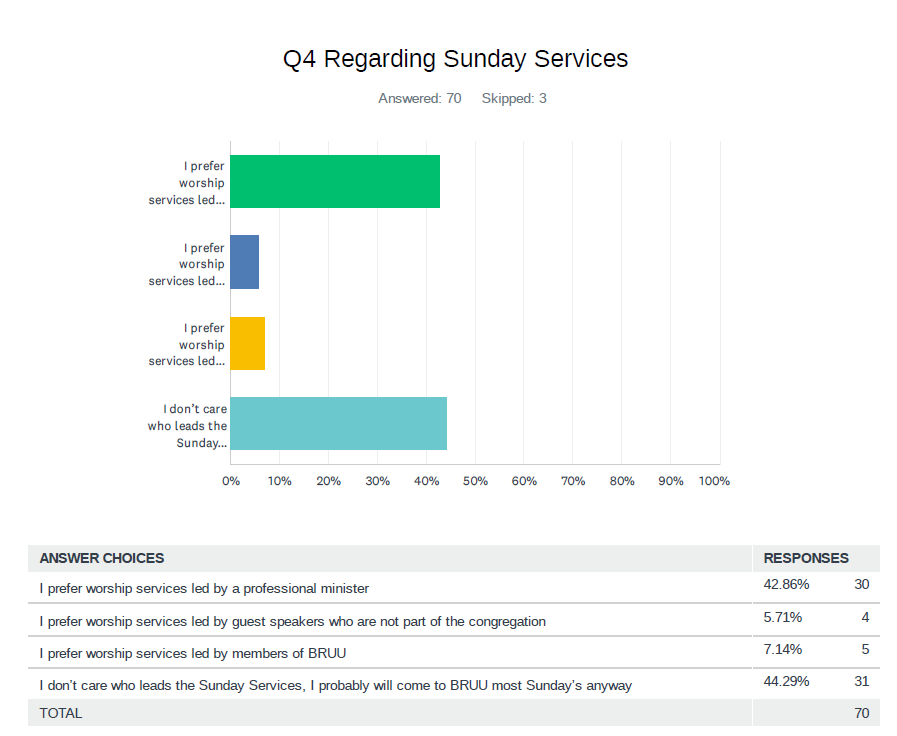 Q4 Regarding Sunday Services
Answered: 70 Skipped: 3
I prefer
worship
services led...
I prefer
worship
services led...
I prefer
worship
services led...
I don’t care
who leads the
Sunday...
0% 10% 20% 30% 40% 50% 60% 70% 80% 90% 100%
ANSWER CHOICES RESPONSES
I prefer worship services led by a professional minister 42.86% 30
I prefer worship services led by guest speakers who are not part of the congregation 5.71% 4
I prefer worship services led by members of BRUU 7.14% 5
I don’t care who leads the Sunday Services, I probably will come to BRUU most Sunday’s anyway 44.29% 31
TOTAL 70